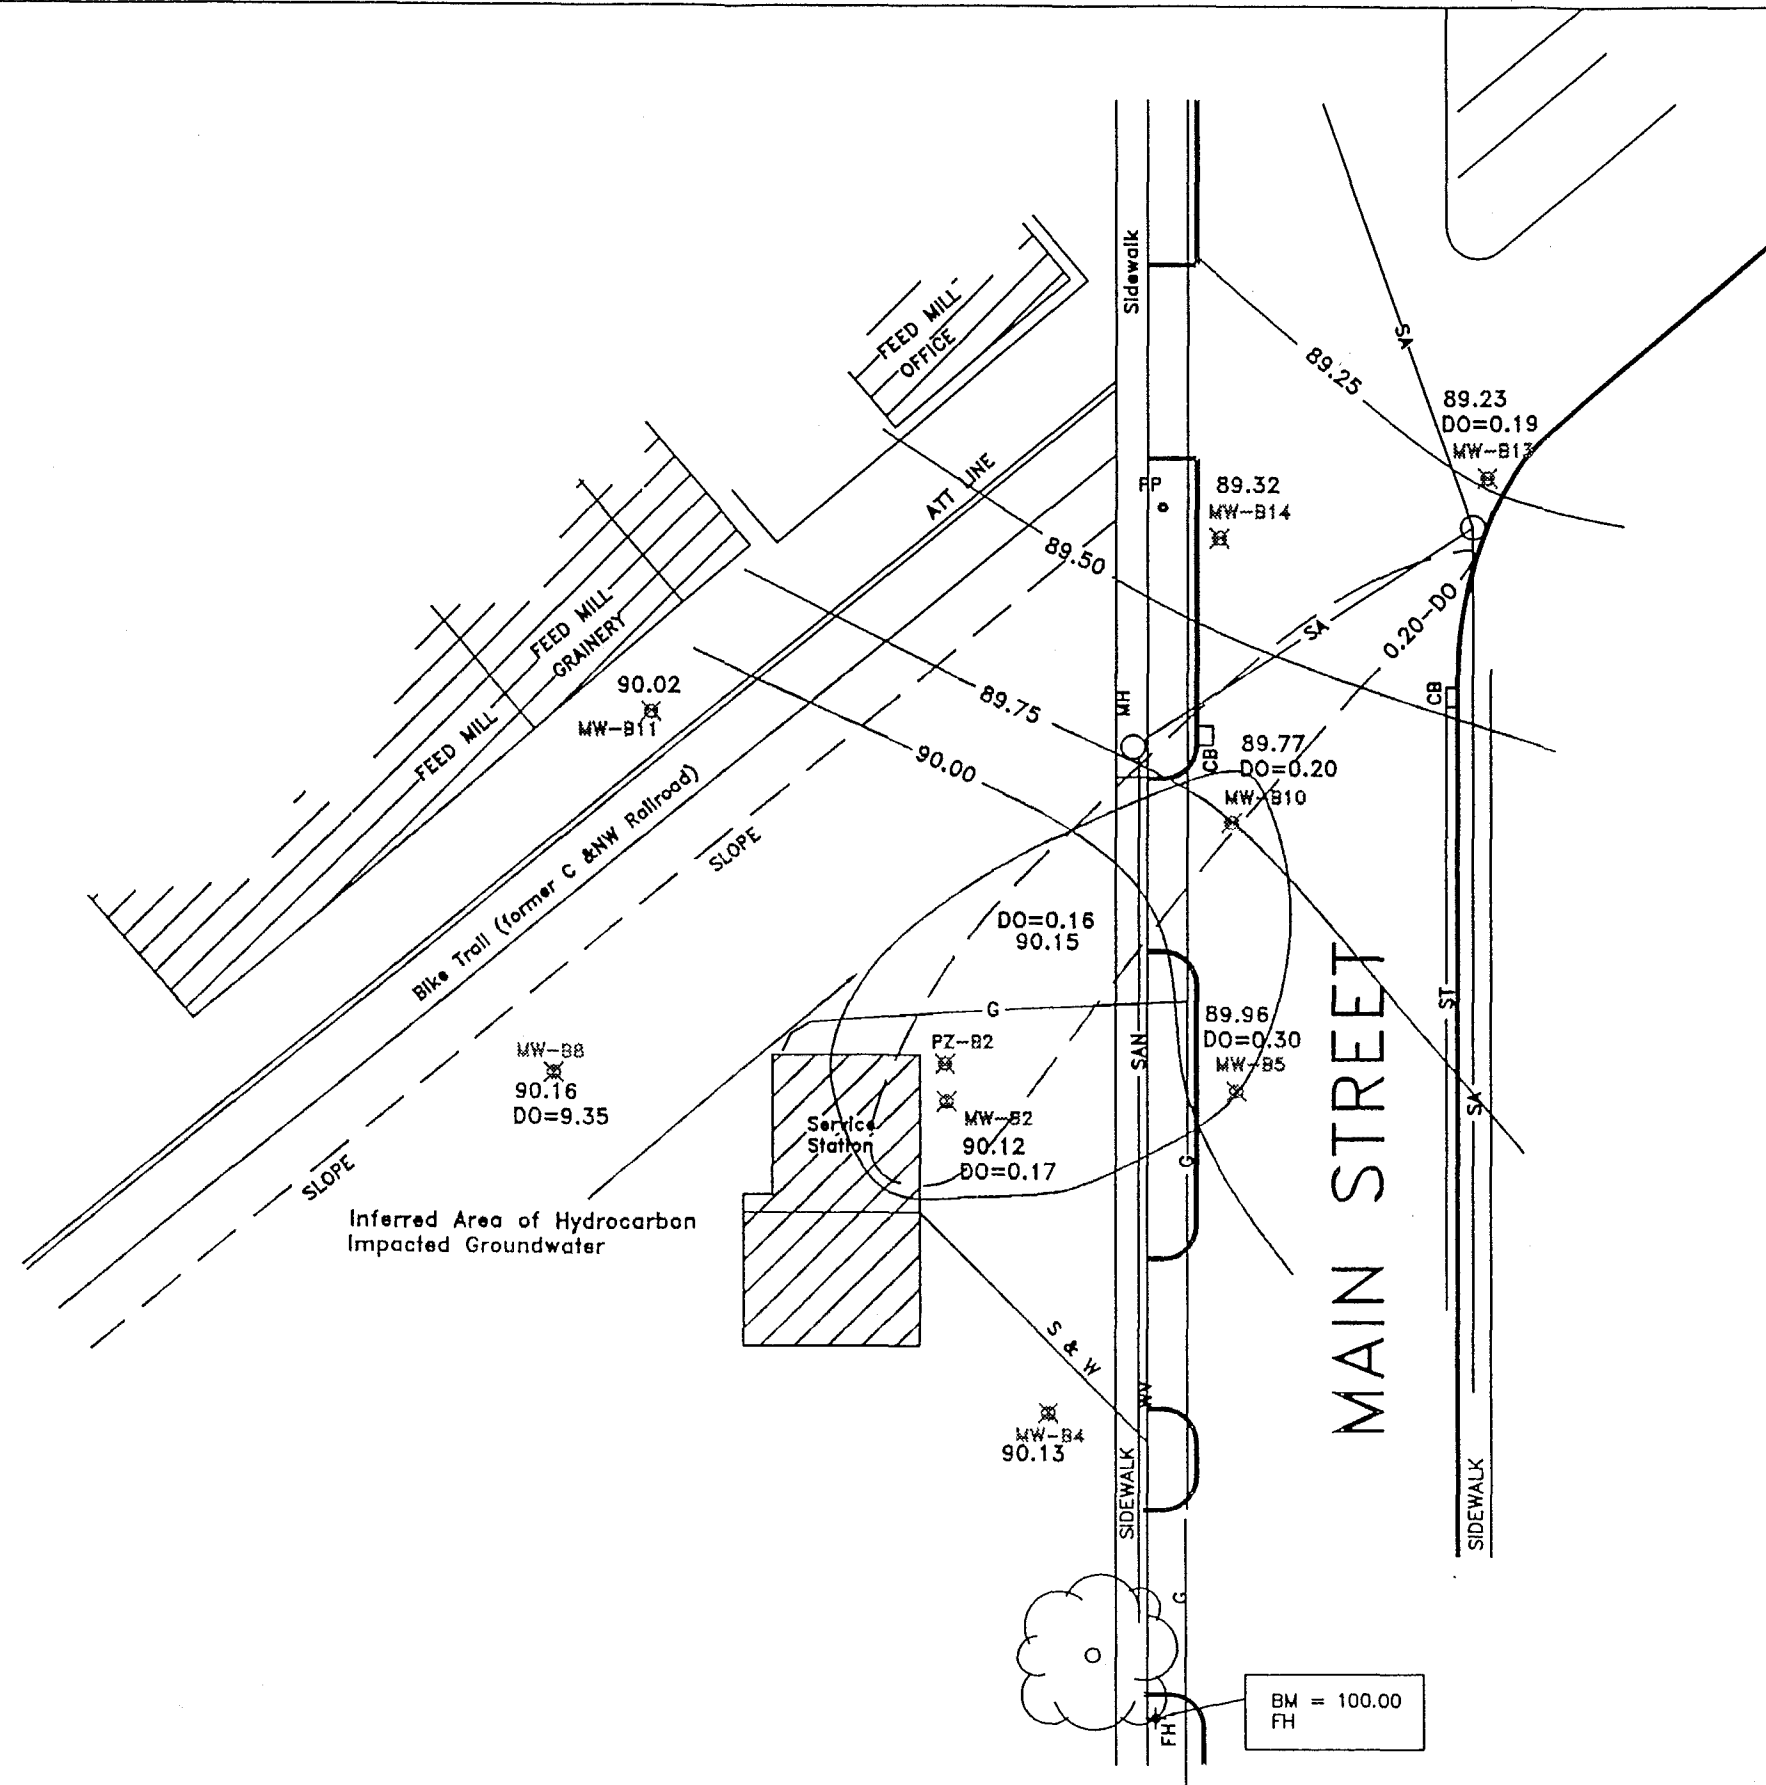 Sidewalk
SA
FEED MILL
OFFICE
89.25
89.23
DO=0.19
MW-B13
ATT LINE
PP
89.32
MW-B14
89.50
0.20-DO
SA
FEED MILL
GRAINERY
90.02
MW-B11
FEED MILL
89.75
MH
CB
CB
89.77
DO=0.20
MW-B10
90.00
SLOPE
Bike Trail (former C &NW Railroad)
DO=0.16
90.15
G
ST
MAIN STREET
89.96
DO=0.30
MW-B5
SAN
PZ-B2
MW-B8
90.16
DO=9.35
SA
Service
Station
MW-B2
90.12
DO=0.17
G
SLOPE
Inferred Area of Hydrocarbon
Impacted Groundwater
S & W
WV
MW-B4
90.13
SIDEWALK
SIDEWALK
G
BM = 100.00
FH
FH